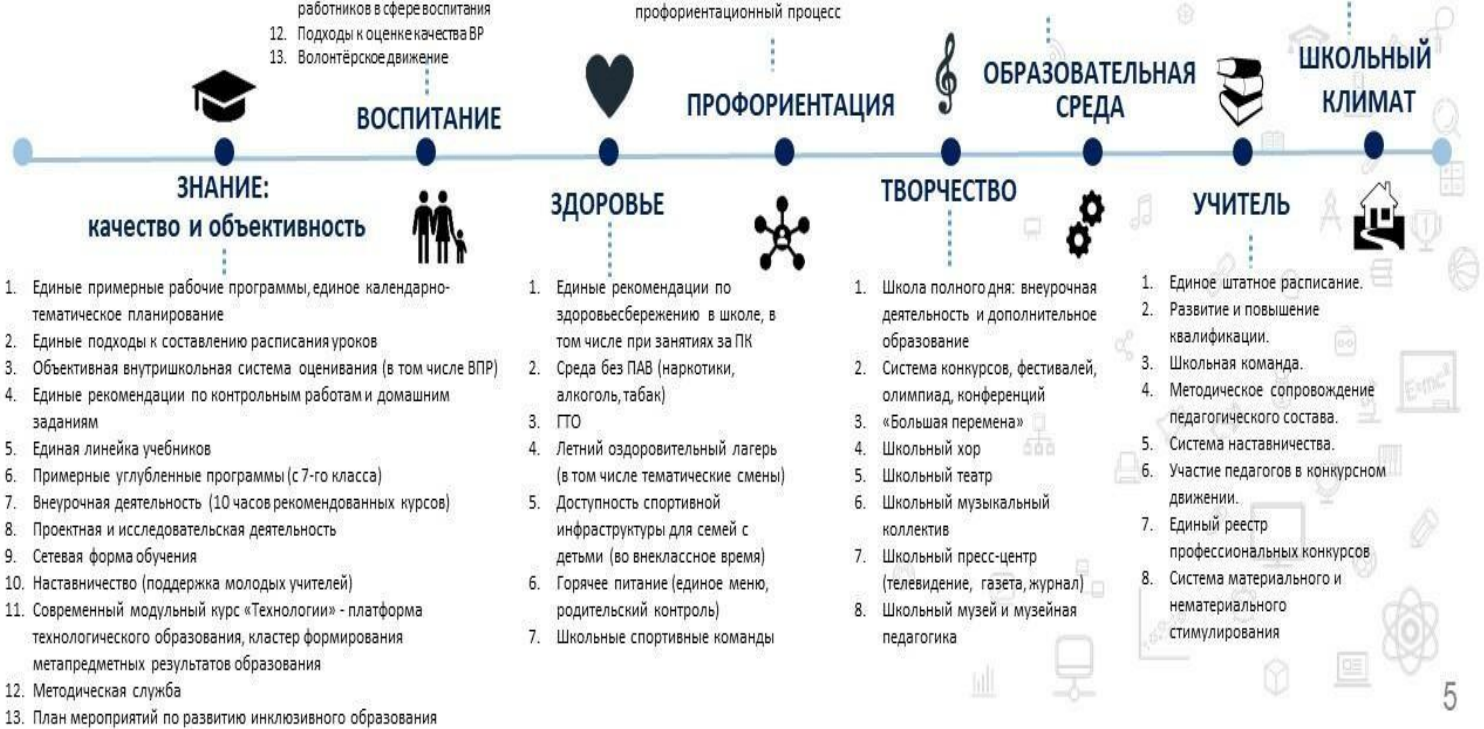 работников в сфере воспитания
12. Подходы к оценке качества ВР
13. Волонтёрское движение
профориентационный процесс
ВОСПИТАНИЕ
ПРОФОРИЕНТАЦИЯ
ОБРАЗОВАТЕЛЬНАЯ
СРЕДА
ШКОЛЬНЫЙ
КЛИМАТ
ЗНАНИЕ:
качество и объективность
ЗДОРОВЬЕ
ТВОРЧЕСТВО
УЧИТЕЛЬ
1. Единые примерные рабочие программы, единое календарно-
тематическое планирование
2. Единые подходы к составлению расписания уроков
3. Объективная внутришкольная система оценивания (в том числе ВПР)
4. Единые рекомендации по контрольным работам и домашним
заданиям
5. Единая линейка учебников
6. Примерные углубленные программы (с 7-го класса)
7. Внеурочная деятельность (10 часов рекомендованных курсов)
8. Проектная и исследовательская деятельность
9. Сетевая форма обучения
10. Наставничество (поддержка молодых учителей)
11. Современный модульный курс «Технологии» - платформа
технологического образования, кластер формирования
метапредметных результатов образования
12. Методическая служба
13. План мероприятий по развитию инклюзивного образования
1. Единые рекомендации по
здоровьесбережению в школе, в
том числе при занятиях за ПК
2. Среда без ПАВ (наркотики,
алкоголь, табак)
3. ГТО
4. Летний оздоровительный лагерь
(в том числе тематические смены)
5. Доступность спортивной
инфраструктуры для семей с
детьми (во внеклассное время)
6. Горячее питание (единое меню,
родительский контроль)
7. Школьные спортивные команды
1. Школа полного дня: внеурочная
деятельность и дополнительное
образование
2. Система конкурсов, фестивалей,
олимпиад, конференций
3. «Большая перемена»
4. Школьный хор
5. Школьный театр
6. Школьный музыкальный
коллектив
7. Школьный пресс-центр
(телевидение, газета, журнал)
8. Школьный музей и музейная
педагогика
1. Единое штатное расписание.
2. Развитие и повышение
квалификации.
3. Школьная команда.
4. Методическое сопровождение
педагогического состава.
5. Система наставничества.
6. Участие педагогов в конкурсном
движении.
7. Единый реестр
профессиональных конкурсов
8. Система материального и
нематериального
стимулирования
E=mc²
5